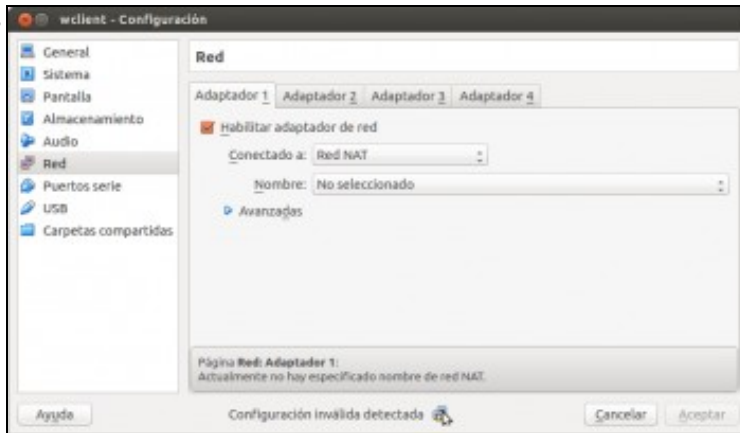 wclient - Configuración
General
Sistema
Pantalla
Almacenamiento
Audio
Red
Puertos serie
USB
Carpetas compartidas
Red
Adaptador 1 Adaptador 2 Adaptador 3 Adaptador 4
Habilitar adaptador de red
Conectado a: Red NAT
Nombre: No seleccionado
Avanzadas
Página Red: Adaptador 1:
Actualmente no hay especificado nombre de red NAT.
Ayuda Configuración inválida detectada Cancelar Aceptar